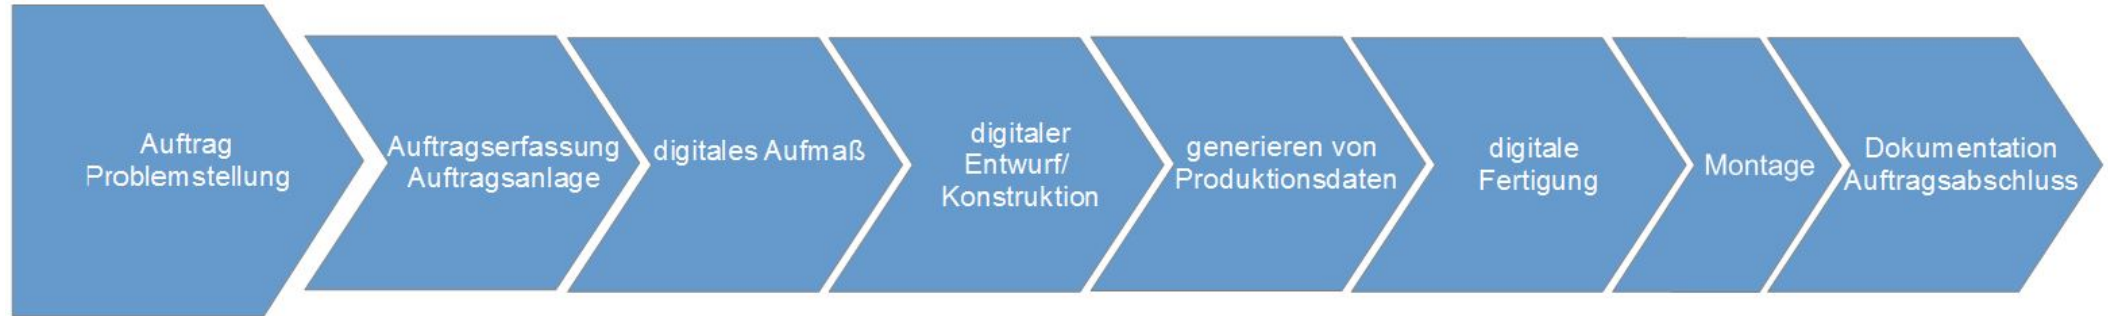 Auftrag
Problemstellung
Auftragserfassung
Auftragsanlage
digitales Aufmaß
digitaler
Entwurf/
Konstruktion
generieren von
Produktionsdaten
digitale
Fertigung
Montage
Dokumentation
Auftragsabschluss